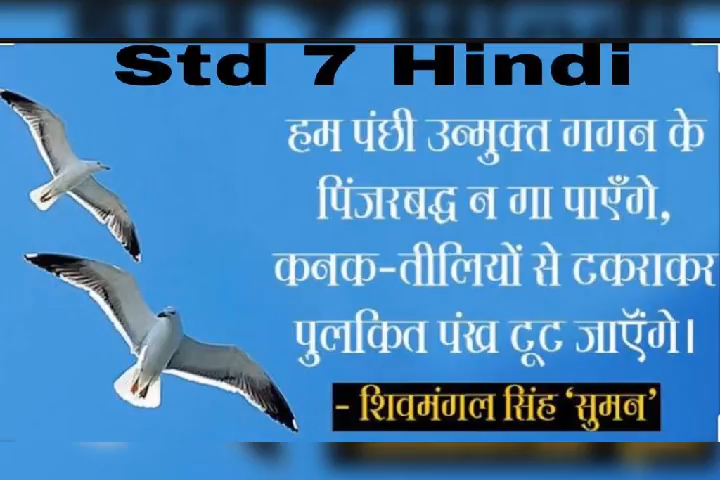 Std 7 Hindi
हम पंछी उन्मुक्त गगन के
पिंजरबद्ध न गा पाएँगे,
कनक-तीलियों से टकराकर
पुलकित पंख टूट जाएँगे।
- शिवमंगल सिंह ‘सुमन’